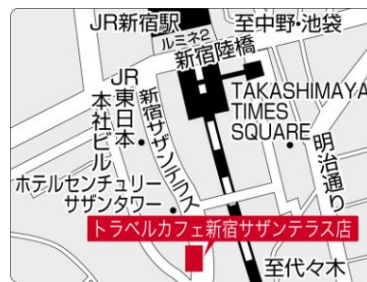 JR新宿駅
至中野・池袋
ルミネ2
新宿陸橋
JR東日本本社ビル
新宿サザンテラス
TAKASHIMAYA
TIMES
SQUARE
明治通り
ホテルセンチュリー
サザンタワー
トラベルカフェ新宿サザンテラス店
至代々木